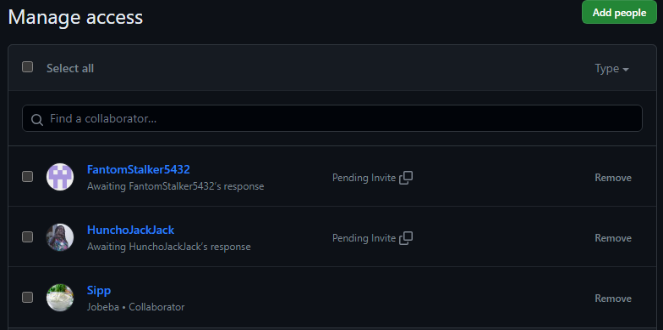 Manage access
Add people
Select all
Type
Find a collaborator...
FantomStalker5432
Awaiting FantomStalker5432's response
Pending Invite
Remove
HunchoJackJack
Awaiting HunchoJackJack's response
Pending Invite
Remove
Sipp
Jobeba • Collaborator
Remove